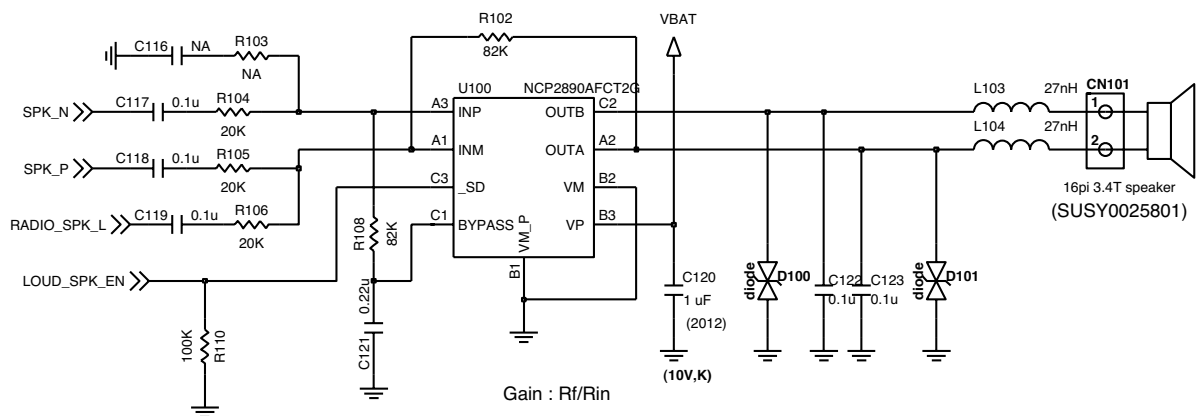 R102
82K
VBAT
C116
NA
R103
NA
U100
NCP2890AFCT2G
L103
27nH
CN101
SPK_N
C117
0.1u
R104
20K
A3
INP
OUTB
C2
1
L104
27nH
SPK_P
C118
0.1u
R105
20K
A1
INM
OUTA
A2
2
C3
_SD
VM
B2
16pi 3.4T speaker
(SUSY0025801)
RADIO_SPK_L
C119
0.1u
R106
20K
R108
82K
C1
BYPASS
VM_P
VP
B3
B1
LOUD_SPK_EN
0.22u
C121
C120
1 uF
(2012)
diode
D100
C122
0.1u
C123
0.1u
diode
D101
100K
R110
(10V,K)
Gain : Rf/Rin